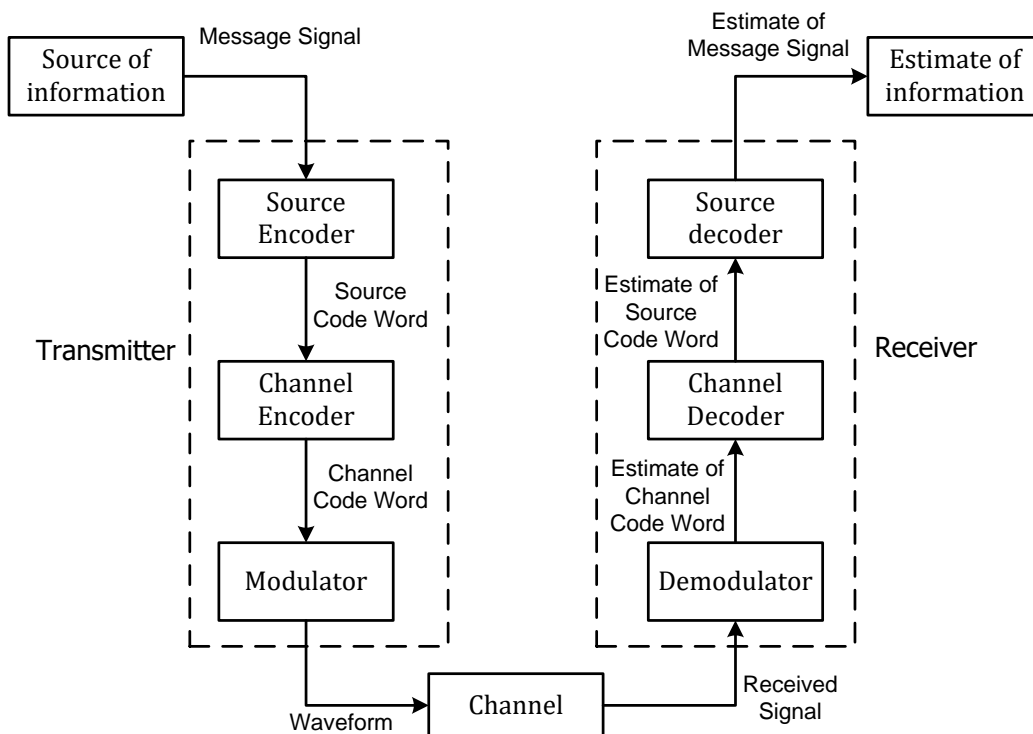 Message Signal
Source of
information
Source
Encoder
Source
Code Word
Transmitter
Channel
Encoder
Channel
Code Word
Modulator
Waveform
Channel
Received
Signal
Demodulator
Estimate of
Channel
Code Word
Channel
Decoder
Receiver
Estimate of
Source
Code Word
Source
decoder
Estimate of
Message Signal
Estimate of
information